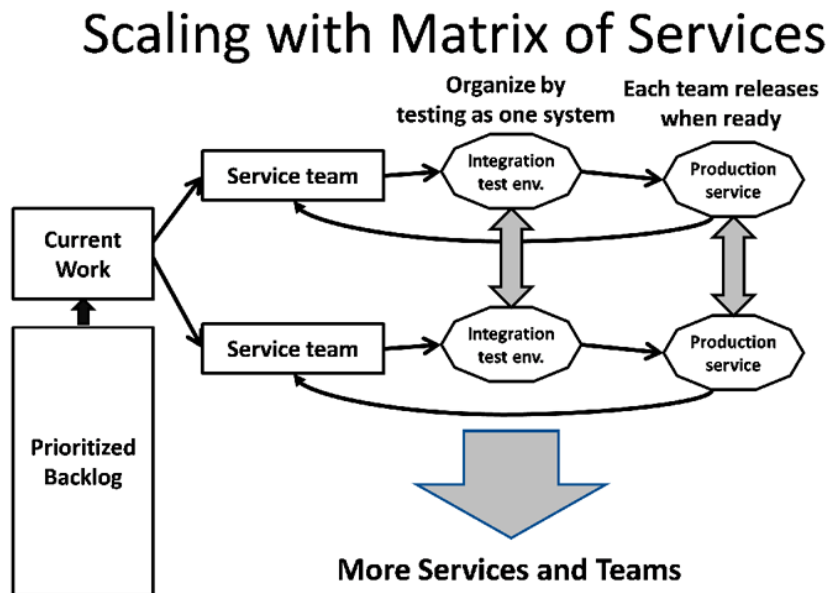 Scaling with Matrix of Services
Organize by
testing as one system
Each team releases
when ready
Service team
Integration
test env.
Production
service
Current
Work
Service team
Integration
test env.
Production
service
Prioritized
Backlog
More Services and Teams